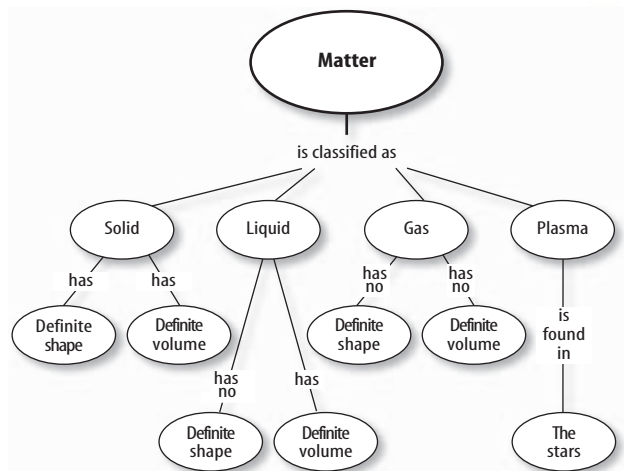 Matter
is classified as
Solid
Liquid
Gas
Plasma
has
has
has
no
has
no
is
found
in
Definite
shape
Definite
volume
Definite
shape
Definite
volume
has
no
has
Definite
shape
Definite
volume
The
stars